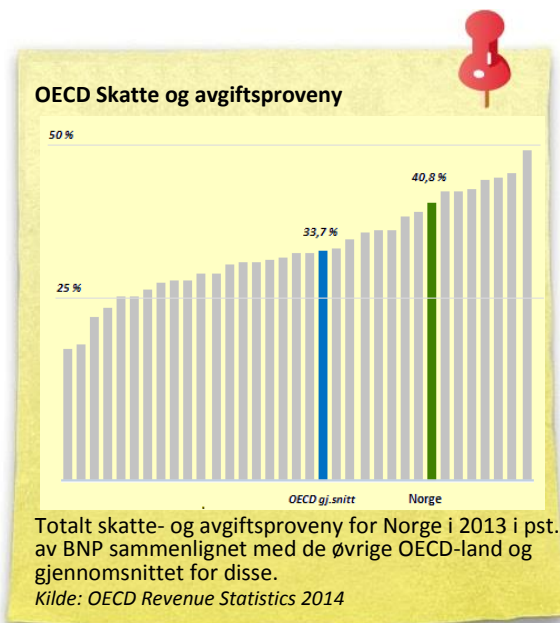 OECD Skatte og avgiftsproveny
50 %
40,8 %
33,7 %
25 %
OECD gj.snitt Norge
Totalt skatte- og avgiftsproveny for Norge i 2013 i pst.
av BNP sammenlignet med de øvrige OECD-land og
gjennomsnittet for disse.
Kilde: OECD Revenue Statistics 2014